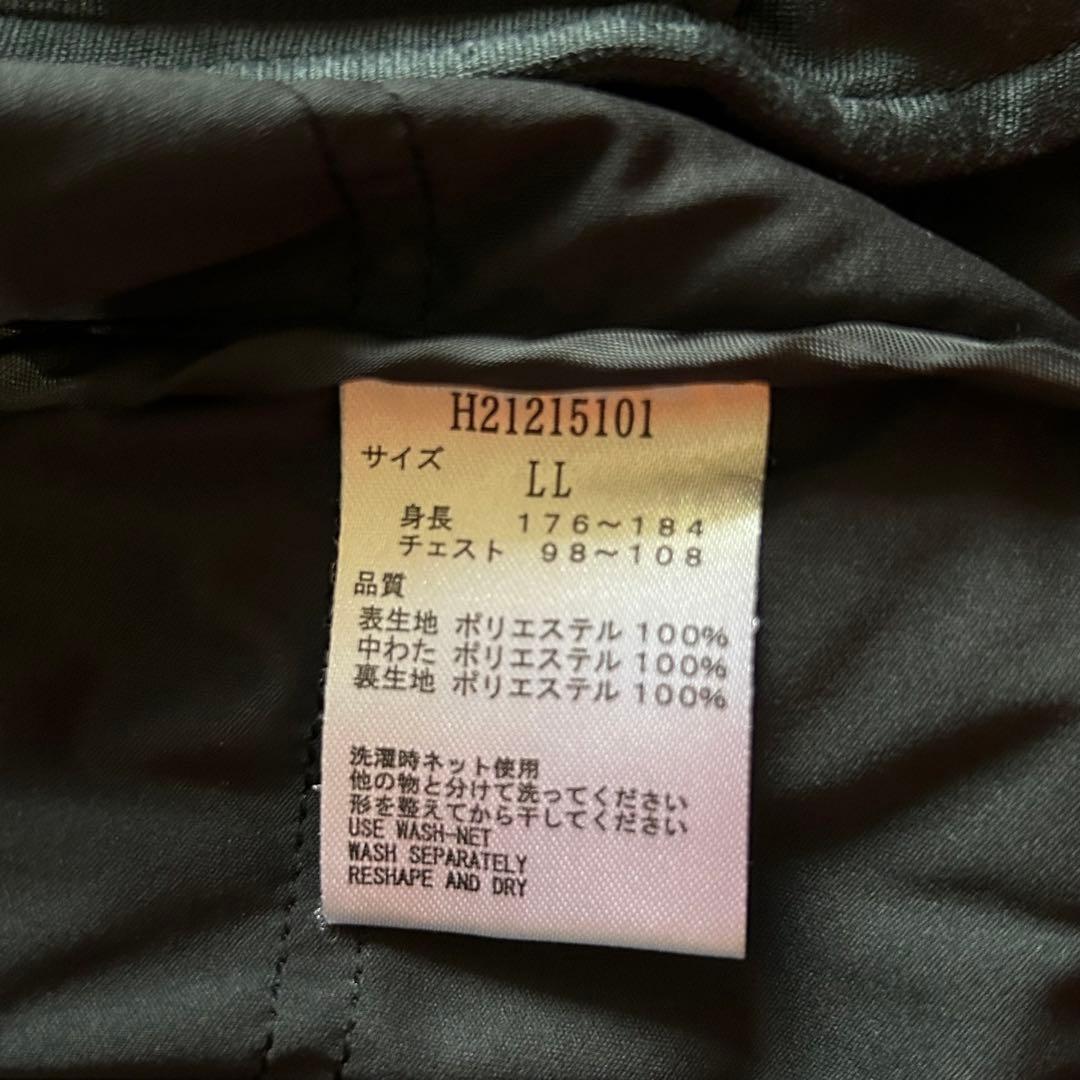 H21215101
サイズ
LL
身長 176～184
チェスト 98～108
品質
表生地 ポリエステル 100%
中わた ポリエステル 100%
裏生地 ポリエステル 100%
洗濯時ネット使用
他の物と分けて洗ってください
形を整えてから干してください
USE WASH-NET
WASH SEPARATELY
RESHAPE AND DRY